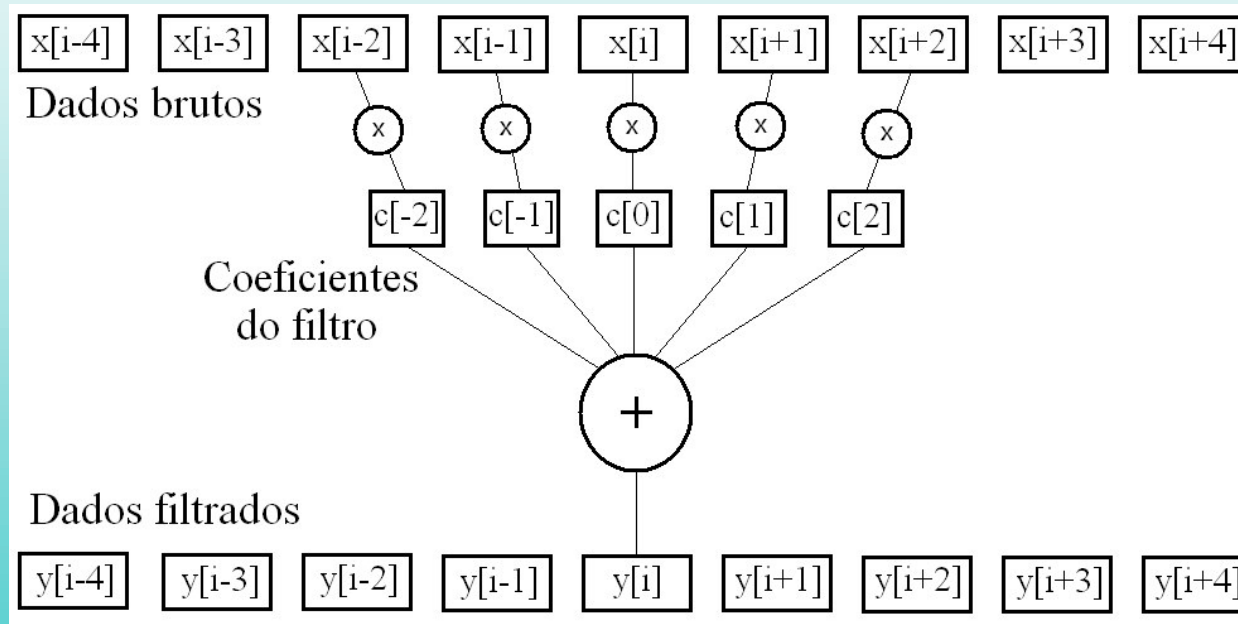 x[i-4] x[i-3] x[i-2] x[i-1] x[i] x[i+1] x[i+2] x[i+3] x[i+4]
Dados brutos
x x x x x
c[-2] c[-1] c[0] c[1] c[2]
Coeficientes
do filtro
+
Dados filtrados
y[i-4] y[i-3] y[i-2] y[i-1] y[i] y[i+1] y[i+2] y[i+3] y[i+4]